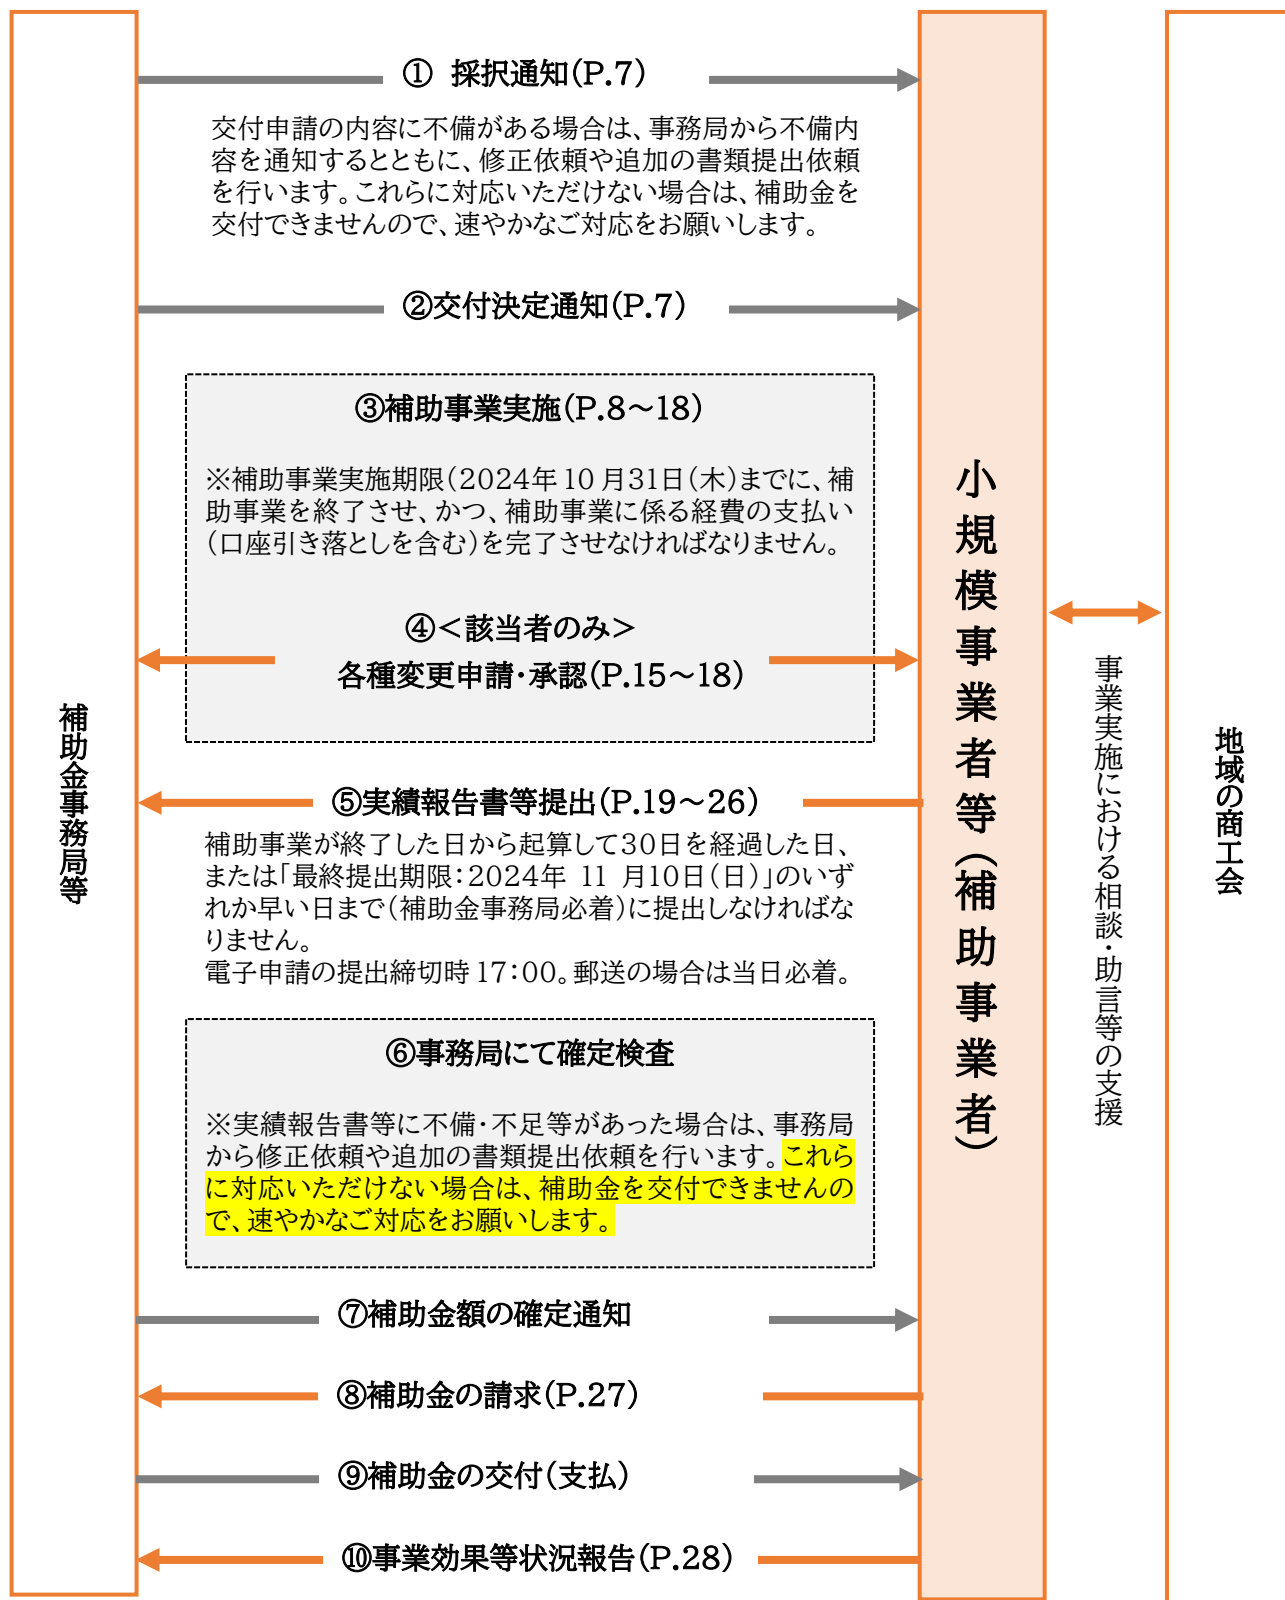 ① 採択通知(P.7)
交付申請の内容に不備がある場合は、事務局から不備内
容を通知するとともに、修正依頼や追加の書類提出依頼
を行います。これらに対応いただけない場合は、補助金を
交付できませんので、速やかなご対応をお願いします。
②交付決定通知(P.7)
③補助事業実施(P.8～18)
※補助事業実施期限(2024年10月31日(木)までに、補
助事業を終了させ、かつ、補助事業に係る経費の支払い
(口座引き落としを含む)を完了させなければなりません。
④＜該当者のみ＞
各種変更申請・承認(P.15～18)
⑤実績報告書等提出(P.19～26)
補助事業が終了した日から起算して30日を経過した日、
または「最終提出期限：2024年 11 月10日(日)」のいず
れか早い日まで(補助金事務局必着)に提出しなければな
りません。
電子申請の提出締切時17：00。郵送の場合は当日必着。
⑥事務局にて確定検査
※実績報告書等に不備・不足等があった場合は、事務局
から修正依頼や追加の書類提出依頼を行います。これら
に対応いただけない場合は、補助金を交付できませんの
で、速やかなご対応をお願いします。
⑦補助金額の確定通知
⑧補助金の請求(P.27)
⑨補助金の交付(支払)
⑩事業効果等状況報告(P.28)
補助金事務局等
小規模事業者等(補助事業者)
事業実施における相談・助言等の支援
地域の商工会